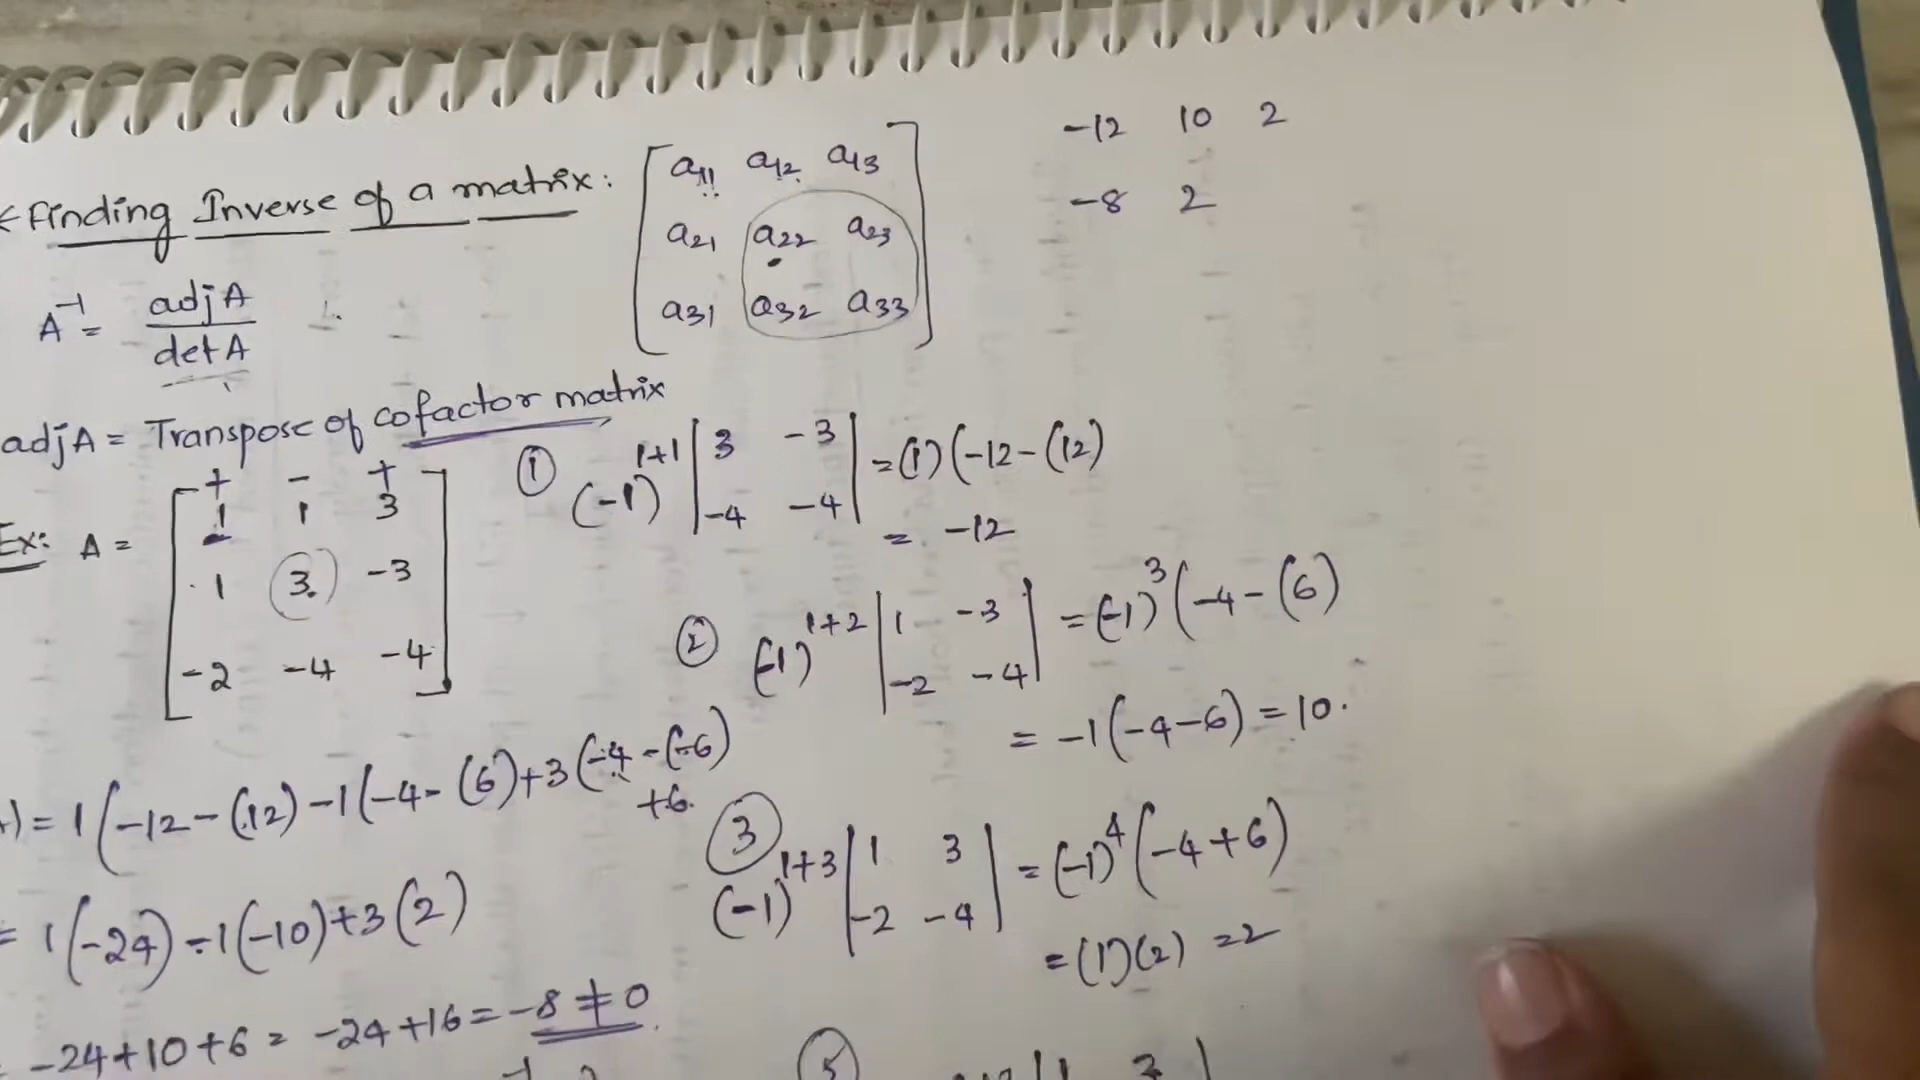 Finding Inverse of a matrix:
a11 a12 a13
a21 a22 a23
a31 a32 a33
-12 10 2
-8 2
A^-1 = adjA / detA
adjA = Transpose of cofactor matrix
+ - +
Ex: A = 1 1 3
1 3 -3
-2 -4 -4
① (-1)^1+1 | 3 -3 | = (1)(-12-(12)
| -4 -4 |
= -12
② (-1)^1+2 | 1 -3 | = (-1)^3 (-4-(6)
| -2 -4 |
= -1(-4-6) = 10.
) = 1(-12-(12)-1(-4-(6)+3(-4-(-6)
+6.
③ (-1)^1+3 | 1 3 | = (-1)^4 (-4+6)
| -2 -4 |
= (1)(2) = 2
= 1(-24)-1(-10)+3(2)
= -24+10+6 = -24+16 = -8 ≠ 0
⑤